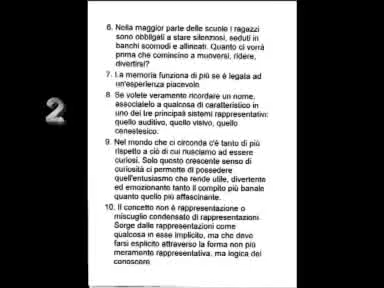 2
6. Nella maggior parte delle scuole i ragazzi
sono obbligati a stare silenziosi, seduti in
banchi scomodi e allineati. Quanto ci vorrà
prima che comincino a muoversi, ridere,
divertirsi?
7. La memoria funziona di più se è legata ad
un'esperienza piacevole
8 Se volete veramente ricordare un nome,
associatelo a qualcosa di caratteristico in
uno dei tre principali sistemi rappresentativi:
quello auditivo, quello visivo, quello
cenestesico.
9. Nel mondo che ci circonda c'è tanto di più
rispetto a ciò di cui riusciamo ad essere
curiosi. Solo questo crescente senso di
curiosità ci permette di possedere
quell'entusiasmo che rende utile, divertente
ed emozionante tanto il compito più banale
quanto quello più affascinante.
10. Il concetto non è rappresentazione o
miscuglio condensato di rappresentazioni.
Sorge dalle rappresentazioni come
qualcosa in esse implicito, ma che deve
farsi esplicito attraverso la forma non più
meramente rappresentativa, ma logica del
conoscere.